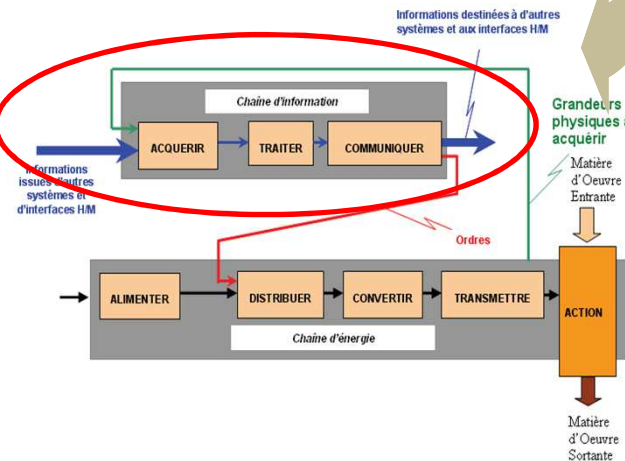 Informations destinées à d'autres
systèmes et aux interfaces H/M
Chaîne d'information
ACQUERIR
TRAITER
COMMUNIQUER
Informations
issues d'autres
systèmes et
d'interfaces H/M
Grandeurs
physiques à
acquérir
Matière
d'Oeuvre
Entrante
Ordres
ALIMENTER
DISTRIBUER
CONVERTIR
TRANSMETTRE
ACTION
Chaîne d'énergie
Matière
d'Oeuvre
Sortante